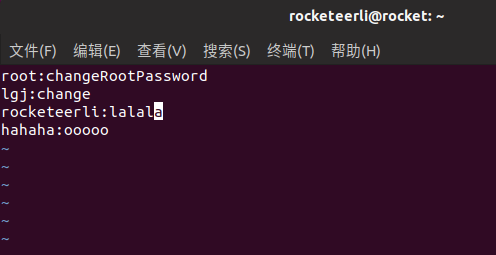 rocketeerli@rocket: ~
文件(F) 编辑(E) 查看(V) 搜索(S) 终端(T) 帮助(H)
root:changeRootPassword
lgj:change
rocketeerli:lalala
hahaha:ooooo
~
~
~
~
~
~